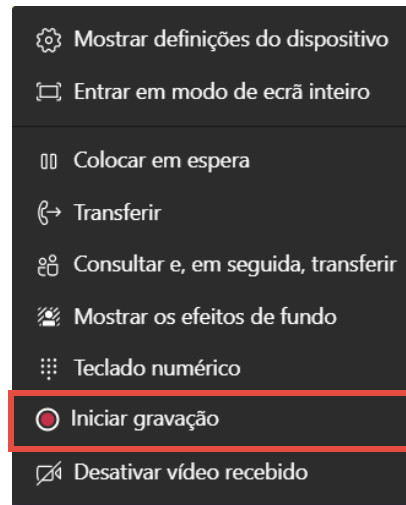 Mostrar definições do dispositivo
Entrar em modo de ecrã inteiro
Colocar em espera
Transferir
Consultar e, em seguida, transferir
Mostrar os efeitos de fundo
Teclado numérico
Iniciar gravação
Desativar vídeo recebido